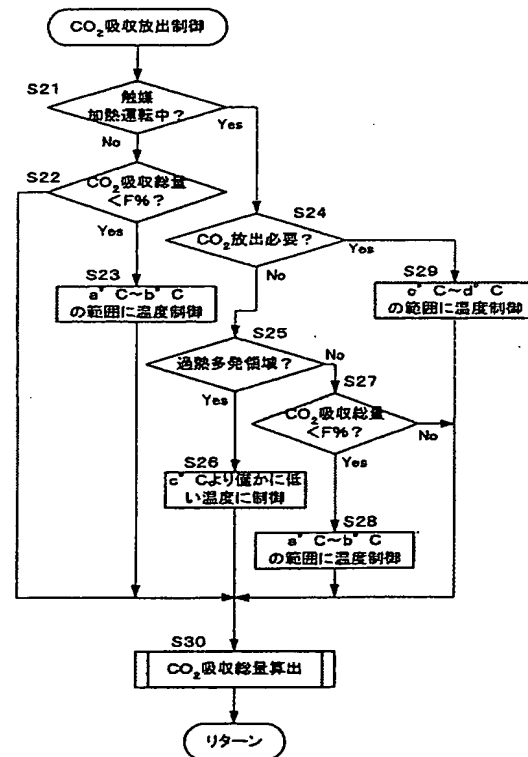 CO₂吸収放出制御
S21
触媒
加熱運転中？
Yes
No
S22
CO₂吸収総量
<F%？
Yes
S24
CO₂放出必要？
Yes
No
S23
a°C～b°C
の範囲に温度制御
S29
c°C～d°C
の範囲に温度制御
S25
過熱多発領域？
No
Yes
S27
CO₂吸収総量
<F%？
No
Yes
S26
c°Cより僅かに低
い温度に制御
S28
a°C～b°C
の範囲に温度制御
S30
CO₂吸収総量算出
リターン